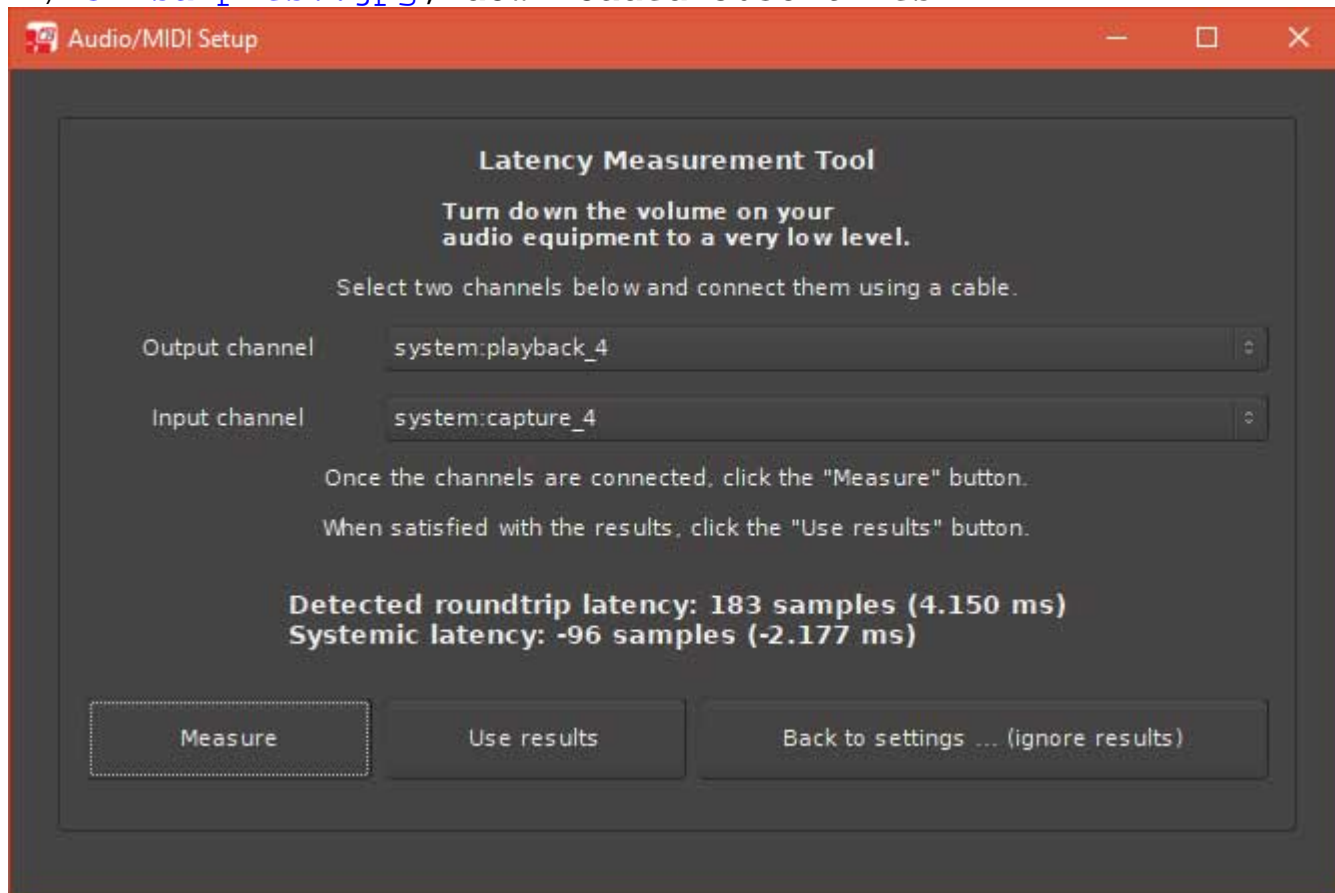 Audio/MIDI Setup
Latency Measurement Tool
Turn down the volume on your
audio equipment to a very low level.
Select two channels below and connect them using a cable.
Output channel system:playback_4
Input channel system:capture_4
Once the channels are connected, click the "Measure" button.
When satisfied with the results, click the "Use results" button.
Detected roundtrip latency: 183 samples (4.150 ms)
Systemic latency: -96 samples (-2.177 ms)
Measure Use results Back to settings ... (ignore results)